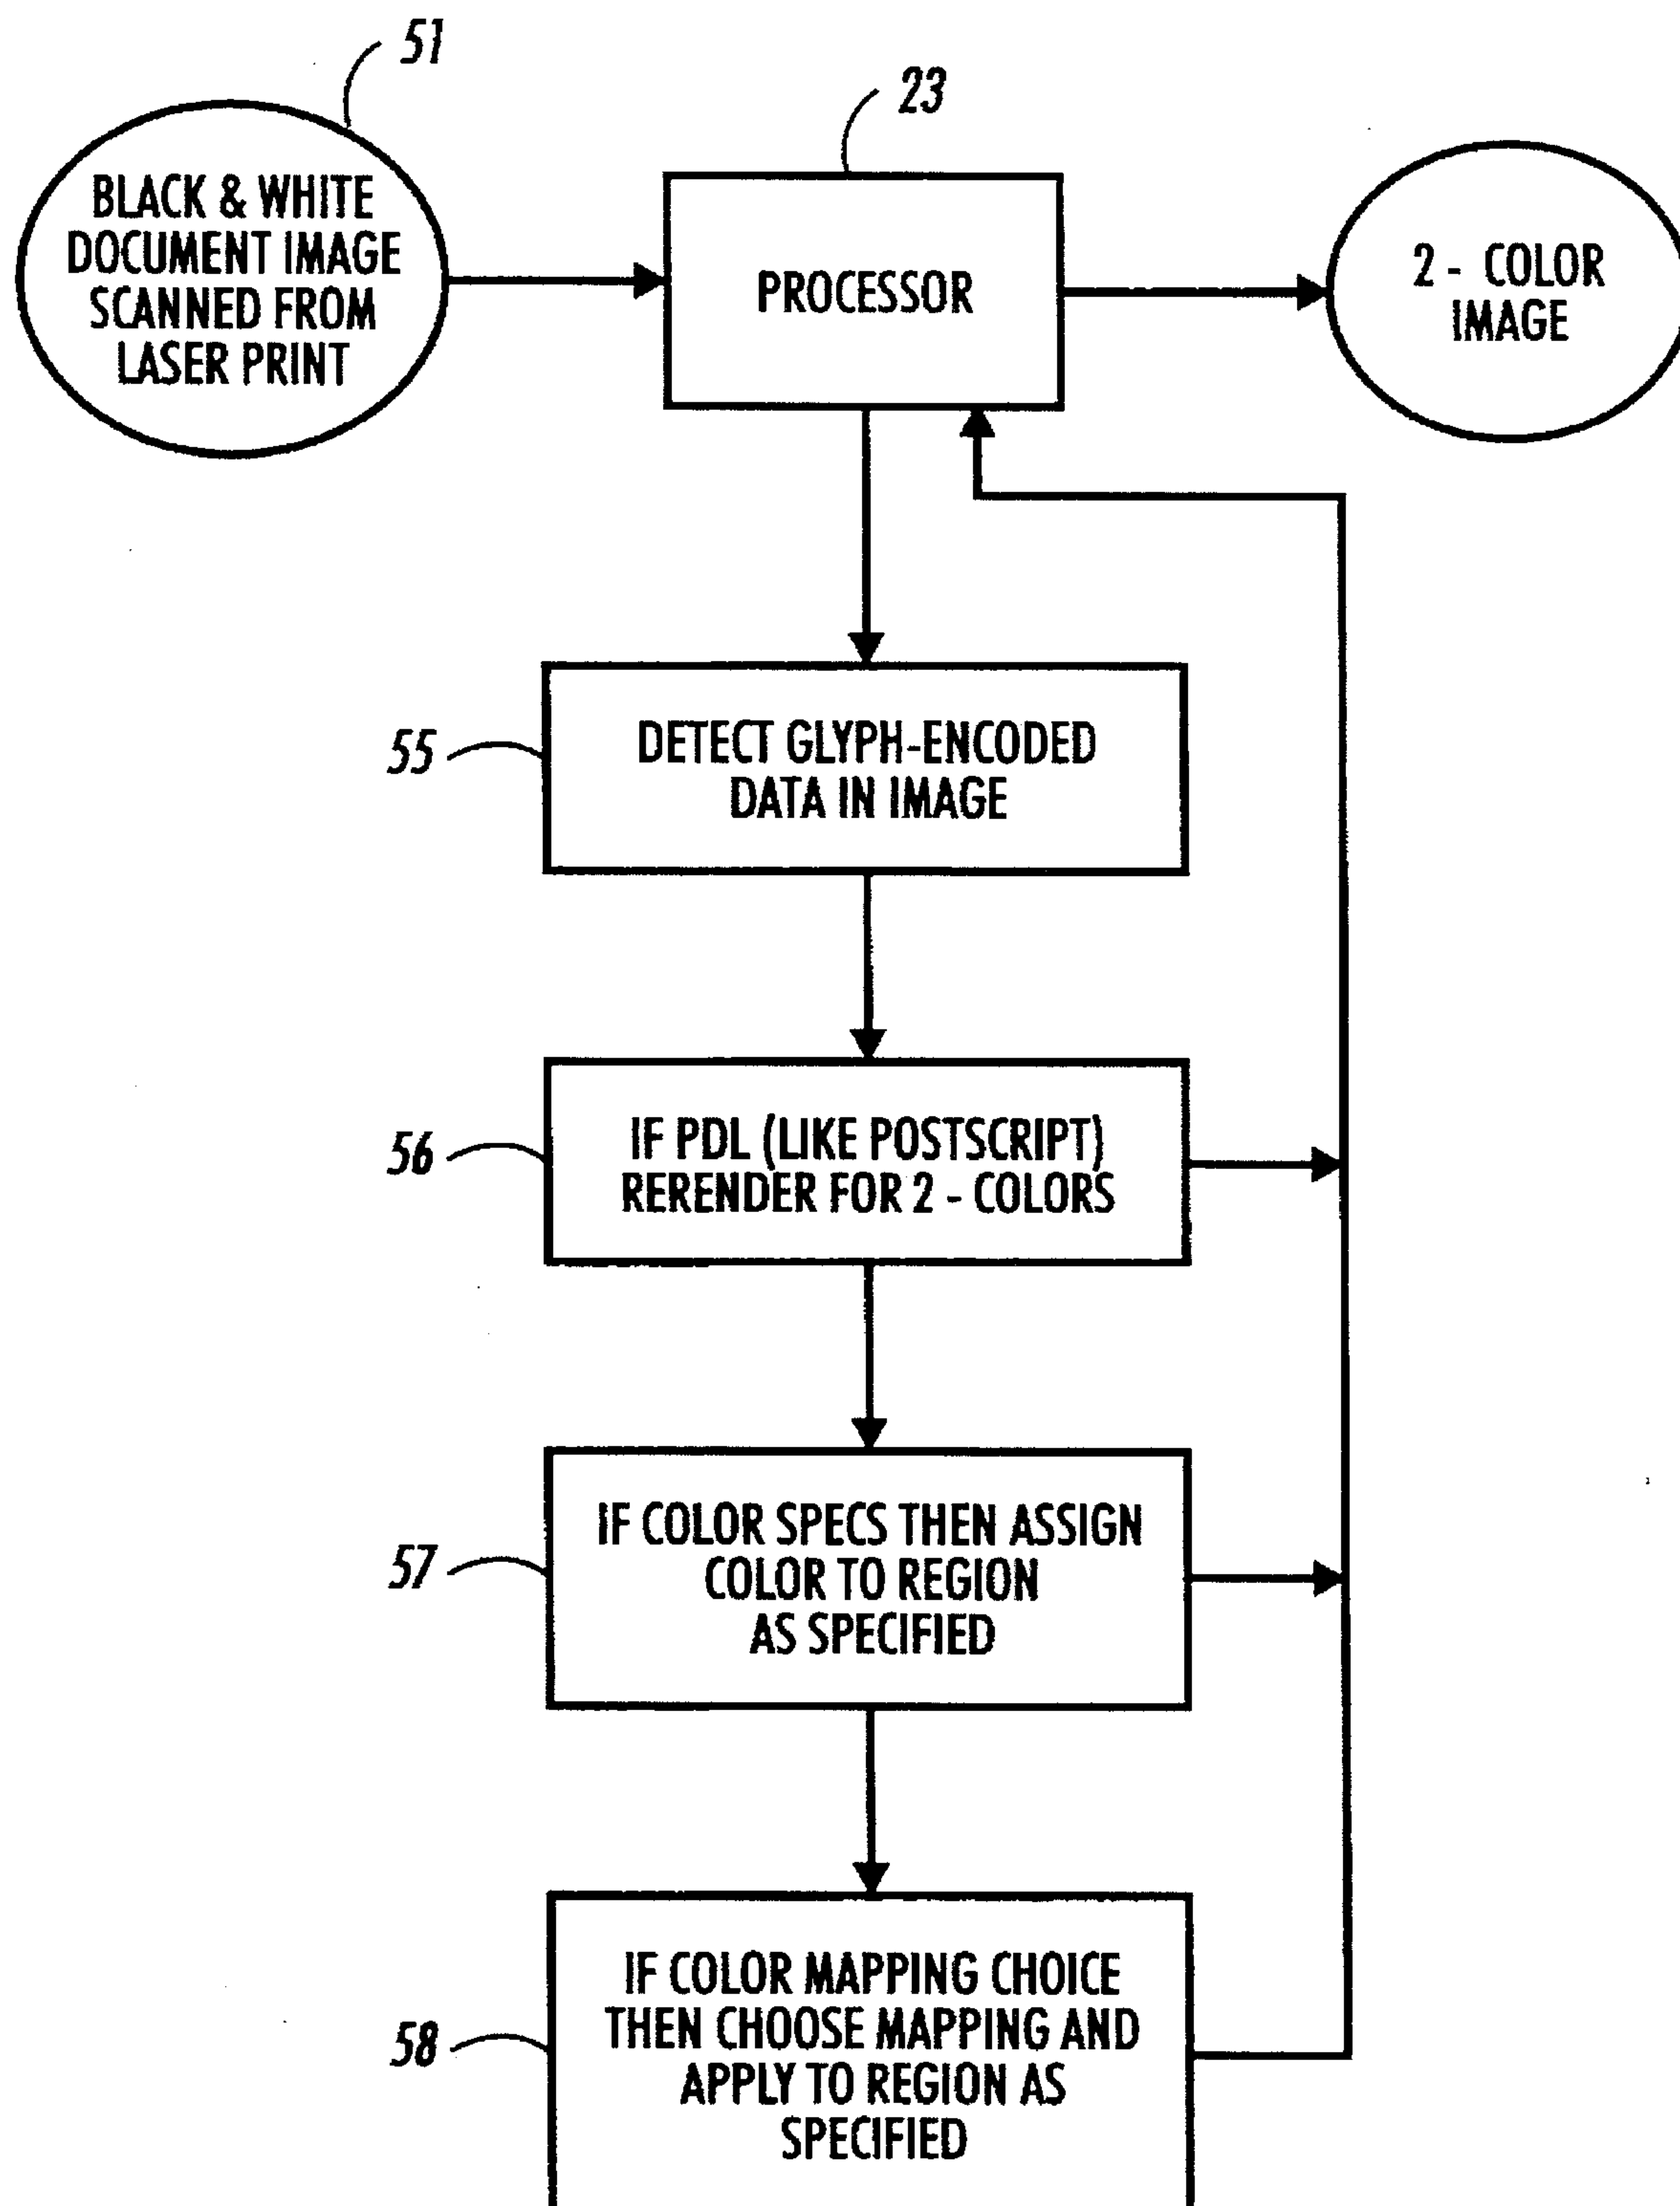 51
BLACK & WHITE
DOCUMENT IMAGE
SCANNED FROM
LASER PRINT
23
PROCESSOR
2 - COLOR
IMAGE
55
DETECT GLYPH-ENCODED
DATA IN IMAGE
56
IF PDL (LIKE POSTSCRIPT)
RERENDER FOR 2 - COLORS
57
IF COLOR SPECS THEN ASSIGN
COLOR TO REGION
AS SPECIFIED
58
IF COLOR MAPPING CHOICE
THEN CHOOSE MAPPING AND
APPLY TO REGION AS
SPECIFIED